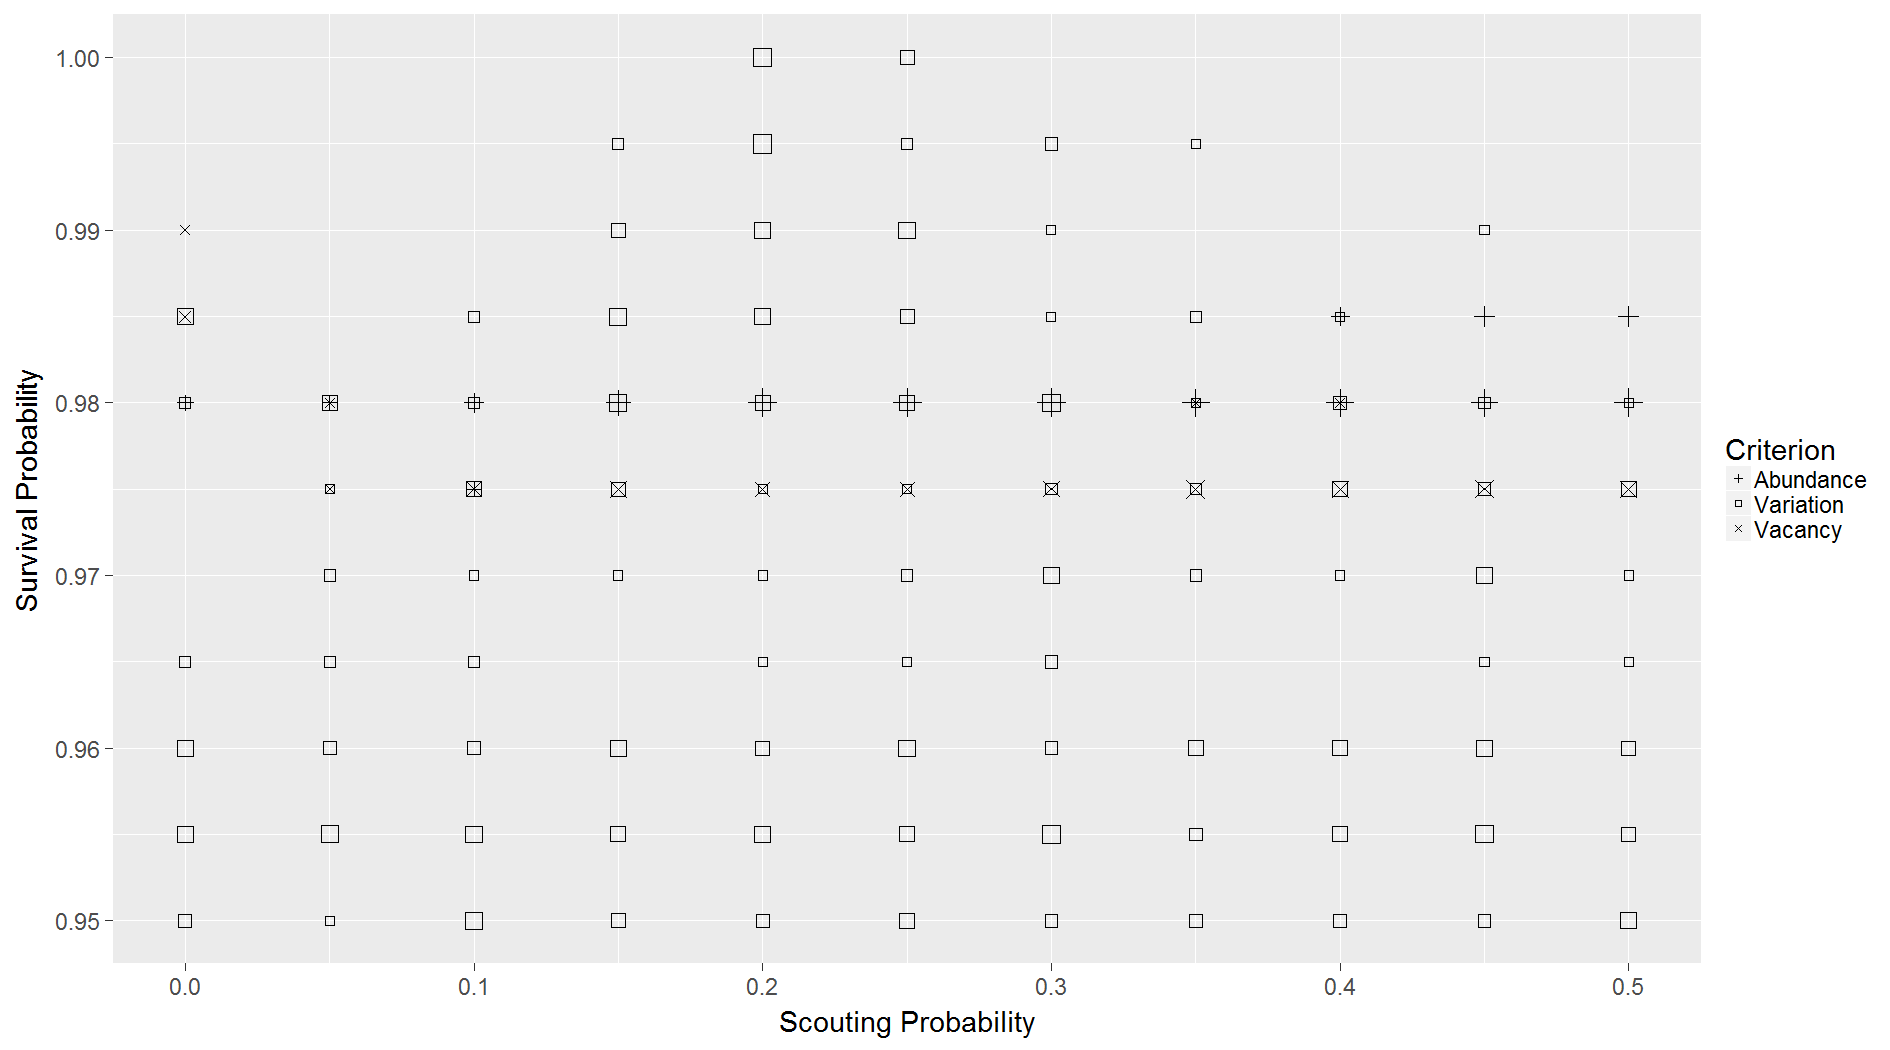 1.00
0.99
0.98
0.97
0.96
0.95
Survival Probability
0.0 0.1 0.2 0.3 0.4 0.5
Scouting Probability
Criterion
Abundance
Variation
Vacancy